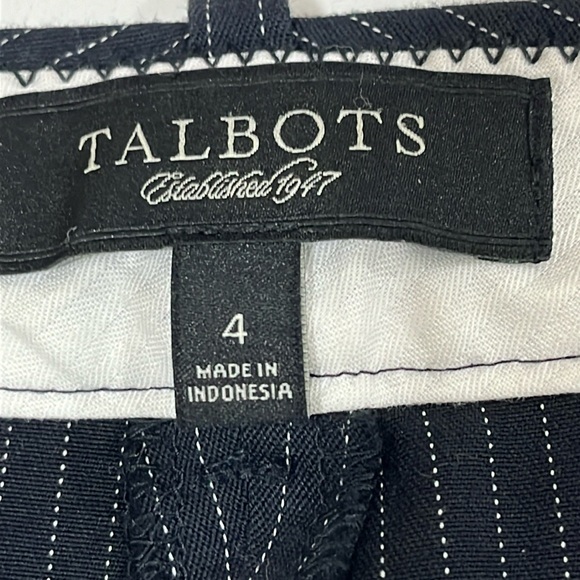 TALBOTS
Established 1947
4
MADE IN
INDONESIA